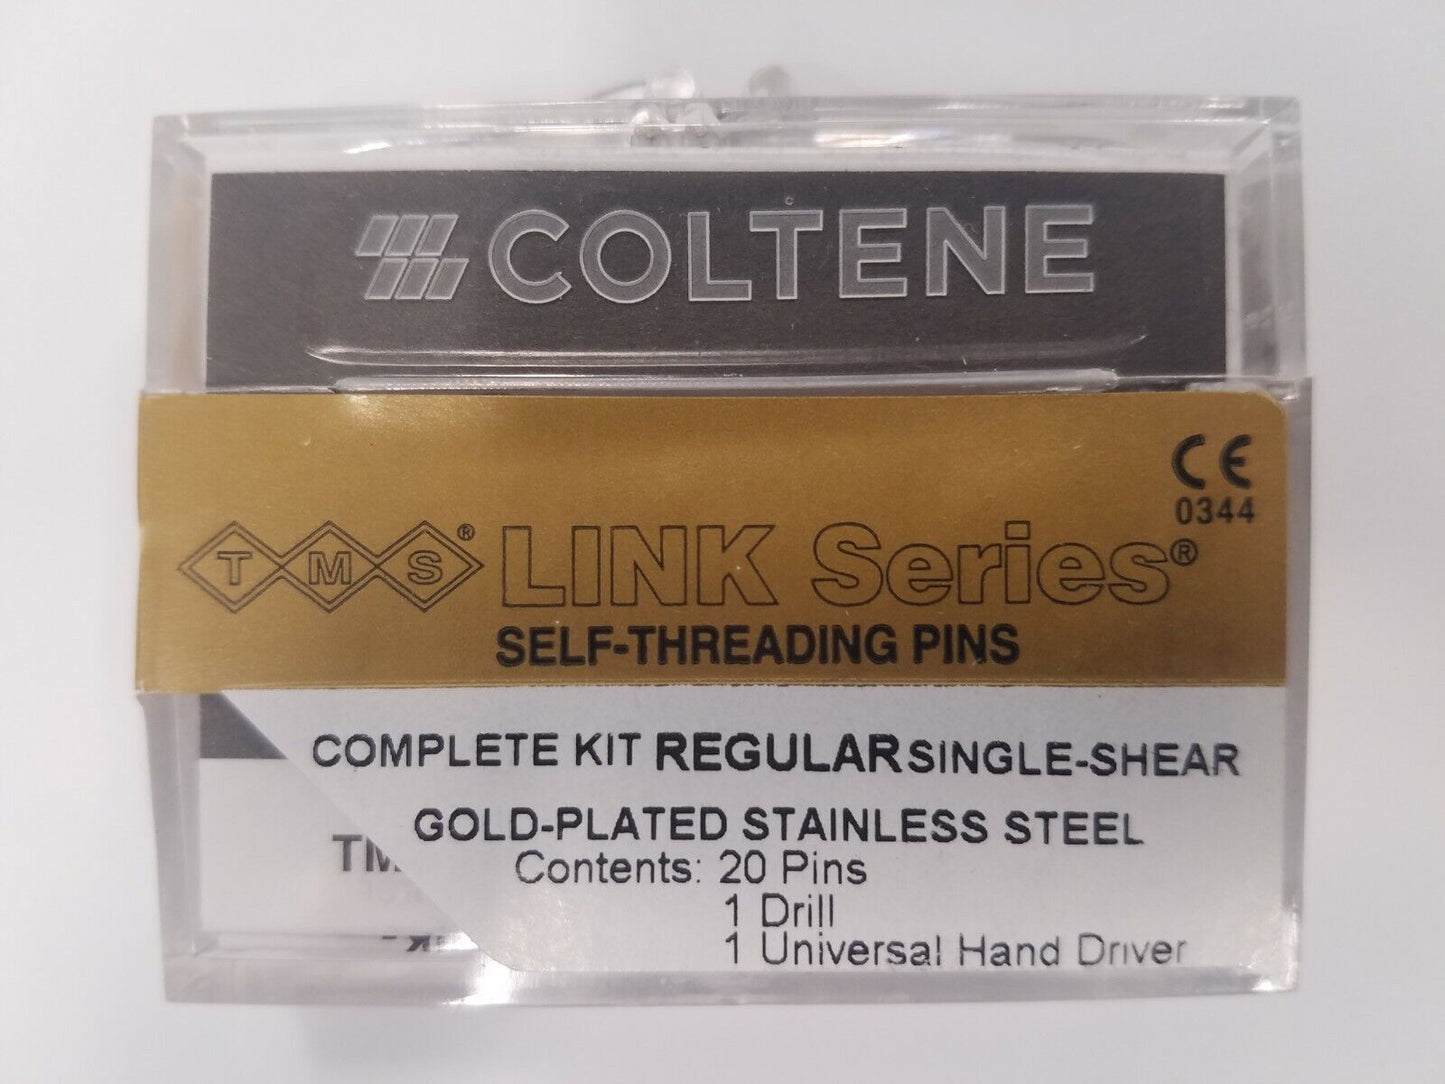 COLTENE
CE
0344
TMS® LINK Series®
SELF-THREADING PINS
COMPLETE KIT REGULAR SINGLE-SHEAR
GOLD-PLATED STAINLESS STEEL
Contents: 20 Pins
1 Drill
1 Universal Hand Driver
TM